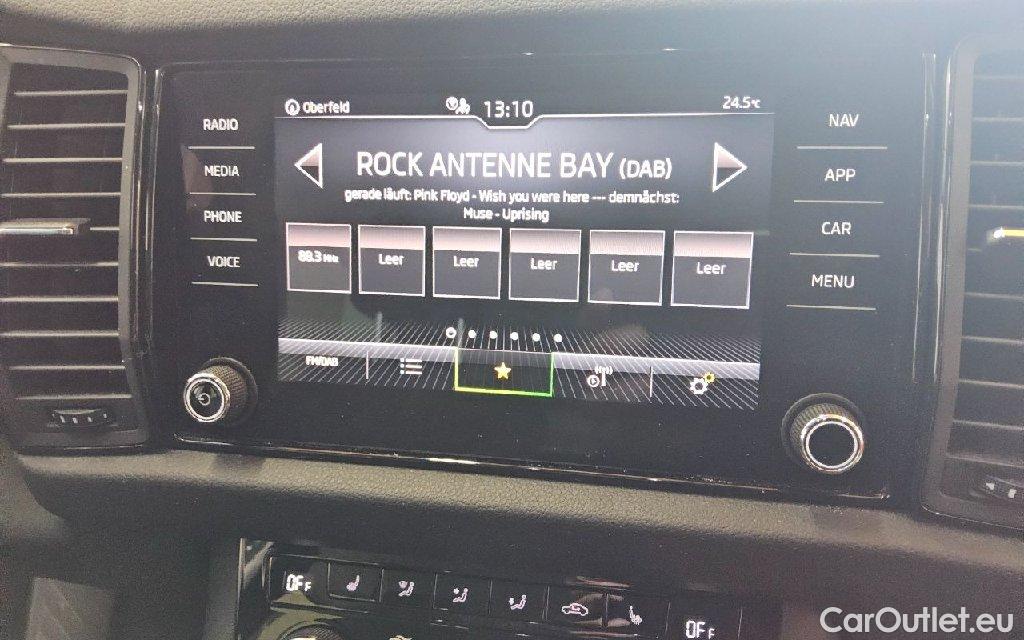 Oberfeld 13:10 24.5°C
RADIO
MEDIA
PHONE
VOICE
ROCK ANTENNE BAY (DAB)
gerade läuft: Pink Floyd - Wish you were here --- demnächst:
Muse - Uprising
88.3 MHz Leer Leer Leer Leer Leer
FM/DAB
NAV
APP
CAR
MENU
OFF OFF
CarOutlet.eu